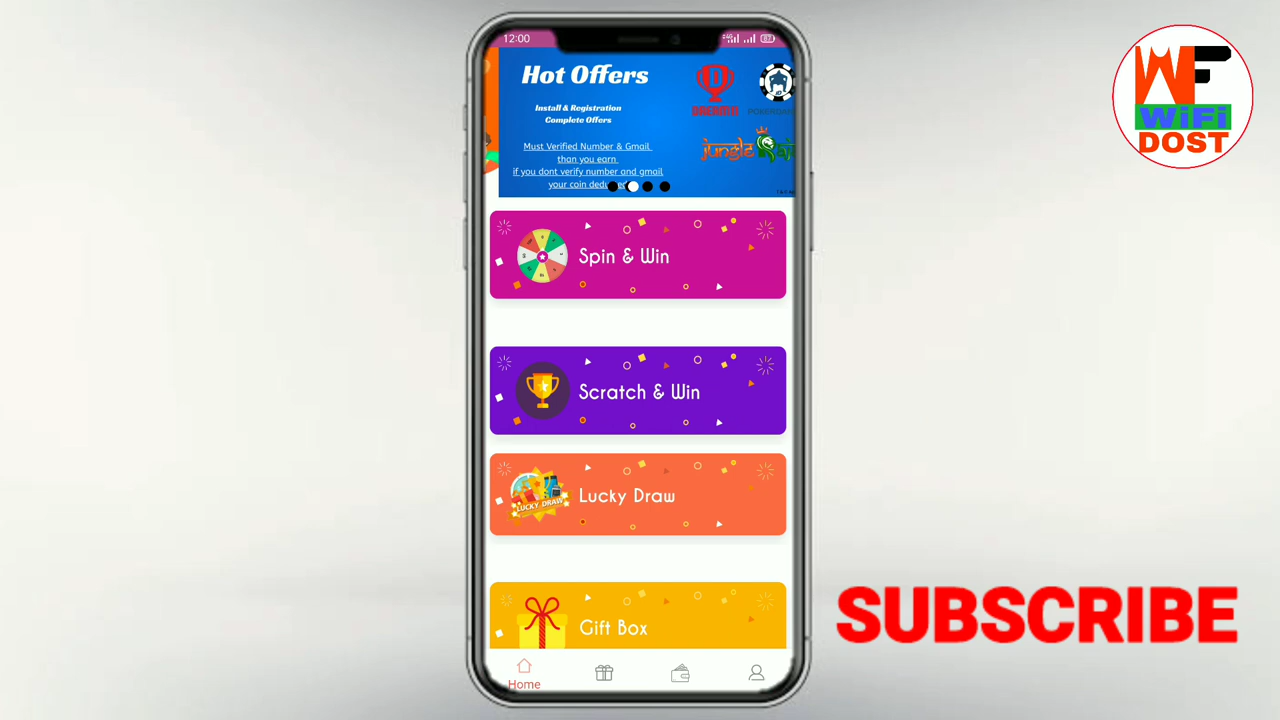 12:00
Hot Offers
Install & Registration
Complete Offers
Must Verified Number & Gmail
than you earn
if you dont verify number and gmail
your coin
DREAM11
jungle
Spin & Win
Scratch & Win
LUCKY DRAW
Lucky Draw
Gift Box
Home
WF
WiFi
DOST
SUBSCRIBE